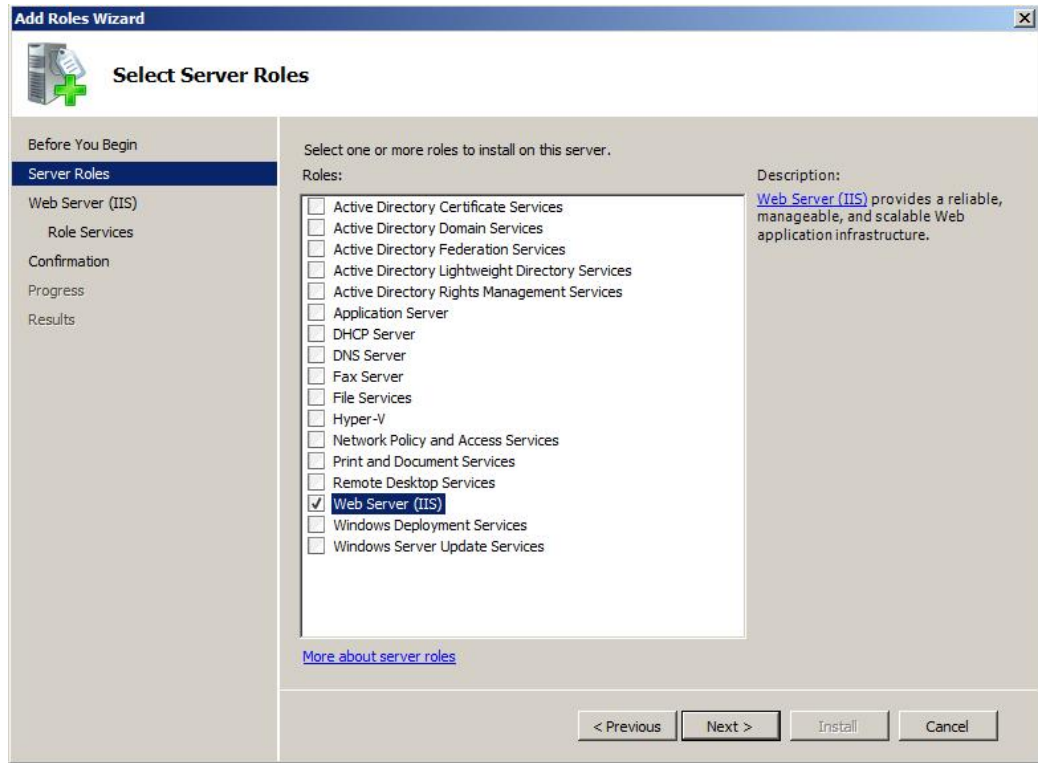 Add Roles Wizard
Select Server Roles
Before You Begin
Server Roles
Web Server (IIS)
Role Services
Confirmation
Progress
Results
Select one or more roles to install on this server.
Roles:
Active Directory Certificate Services
Active Directory Domain Services
Active Directory Federation Services
Active Directory Lightweight Directory Services
Active Directory Rights Management Services
Application Server
DHCP Server
DNS Server
Fax Server
File Services
Hyper-V
Network Policy and Access Services
Print and Document Services
Remote Desktop Services
Web Server (IIS)
Windows Deployment Services
Windows Server Update Services
More about server roles
Description:
Web Server (IIS) provides a reliable,
manageable, and scalable Web
application infrastructure.
< Previous
Next >
Install
Cancel